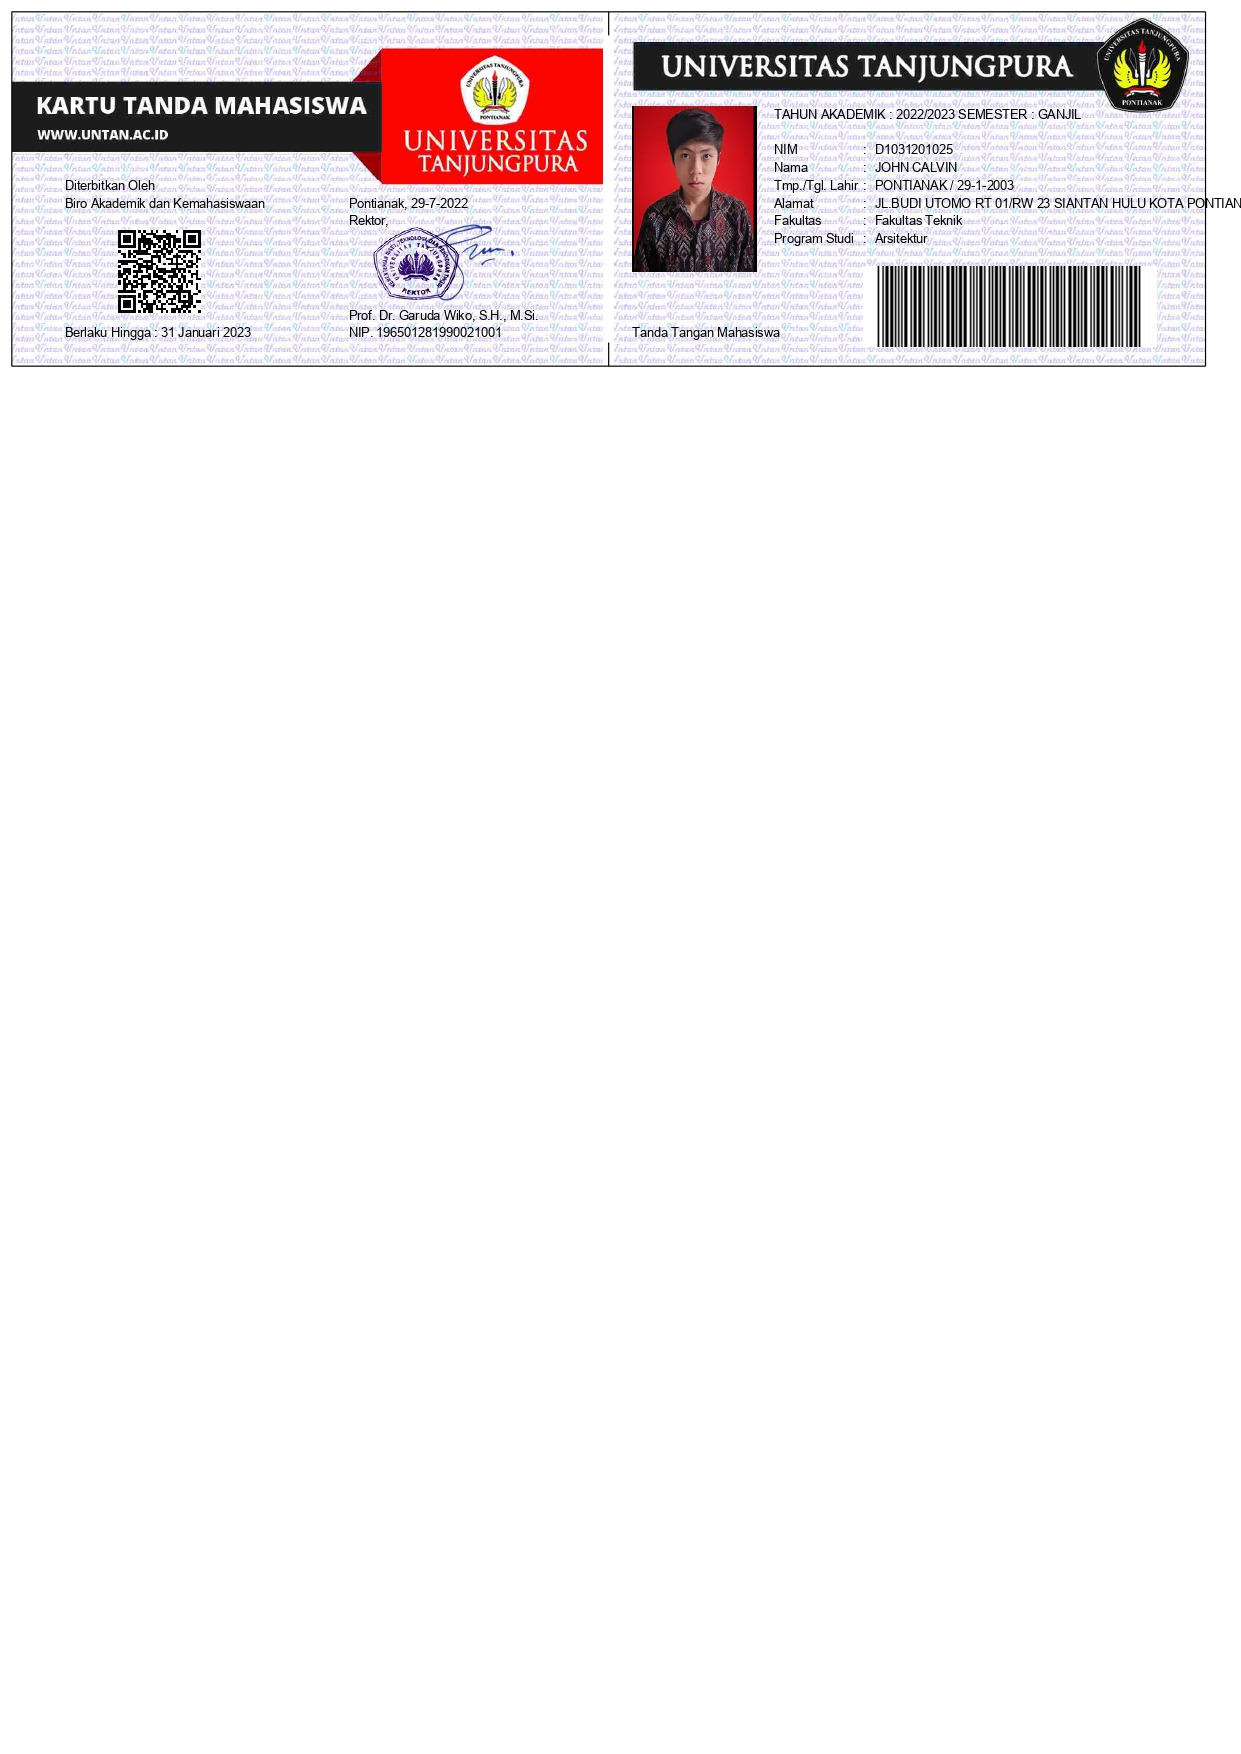 KARTU TANDA MAHASISWA
WWW.UNTAN.AC.ID
UNIVERSITAS TANJUNGPURA
PONTIANAK
UNIVERSITAS
TANJUNGPURA
Diterbitkan Oleh
Biro Akademik dan Kemahasiswaan
Berlaku Hingga : 31 Januari 2023
Pontianak, 29-7-2022
Rektor,
REKTOR
Prof. Dr. Garuda Wiko, S.H., M.Si.
NIP. 196501281990021001
UNIVERSITAS TANJUNGPURA
UNIVERSITAS TANJUNGPURA
PONTIANAK
TAHUN AKADEMIK : 2022/2023 SEMESTER : GANJIL
NIM : D1031201025
Nama : JOHN CALVIN
Tmp./Tgl. Lahir : PONTIANAK / 29-1-2003
Alamat : JL.BUDI UTOMO RT 01/RW 23 SIANTAN HULU KOTA PONTIAN
Fakultas : Fakultas Teknik
Program Studi : Arsitektur
Tanda Tangan Mahasiswa